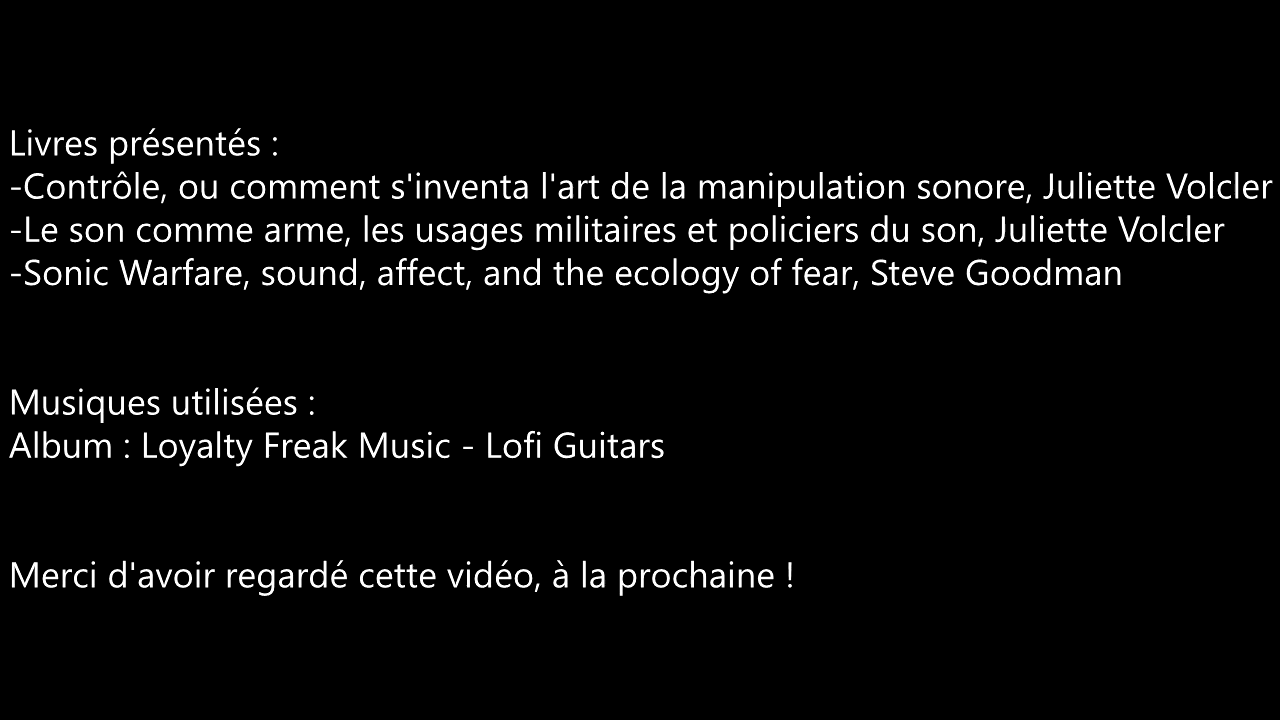 Livres présentés :
-Contrôle, ou comment s'inventa l'art de la manipulation sonore, Juliette Volcler
-Le son comme arme, les usages militaires et policiers du son, Juliette Volcler
-Sonic Warfare, sound, affect, and the ecology of fear, Steve Goodman
Musiques utilisées :
Album : Loyalty Freak Music - Lofi Guitars
Merci d'avoir regardé cette vidéo, à la prochaine !